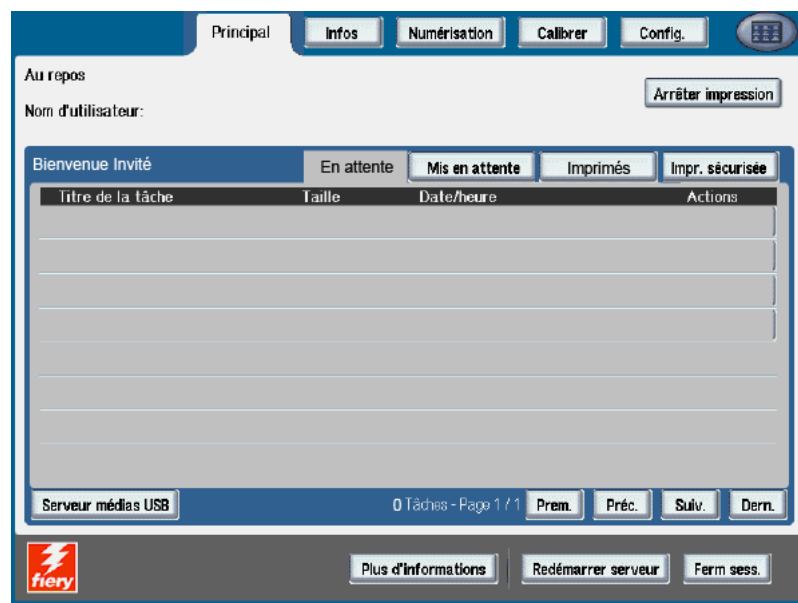 Principal Infos Numérisation Calibrer Config.
Au repos
Arrêter impression
Nom d'utilisateur:
Bienvenue Invité En attente Mis en attente Imprimés Impr. sécurisée
Titre de la tâche Taille Date/heure Actions
Serveur médias USB 0 Tâches - Page 1 / 1 Prem. Préc. Suiv. Dern.
fiery Plus d'informations Redémarrer serveur Ferm sess.